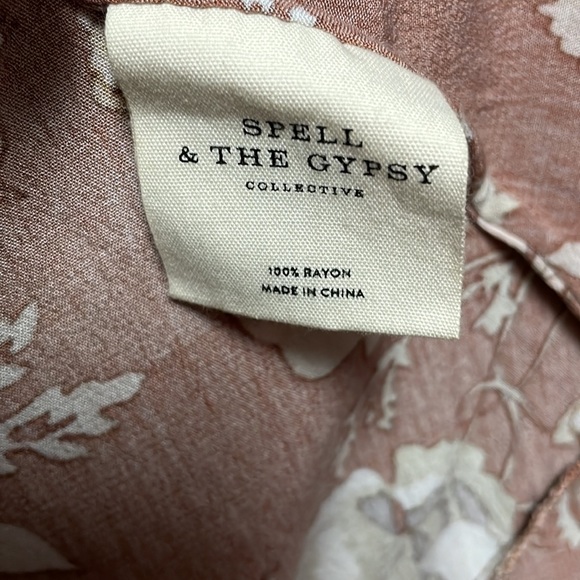 SPELL
& THE GYPSY
COLLECTIVE
100% RAYON
MADE IN CHINA